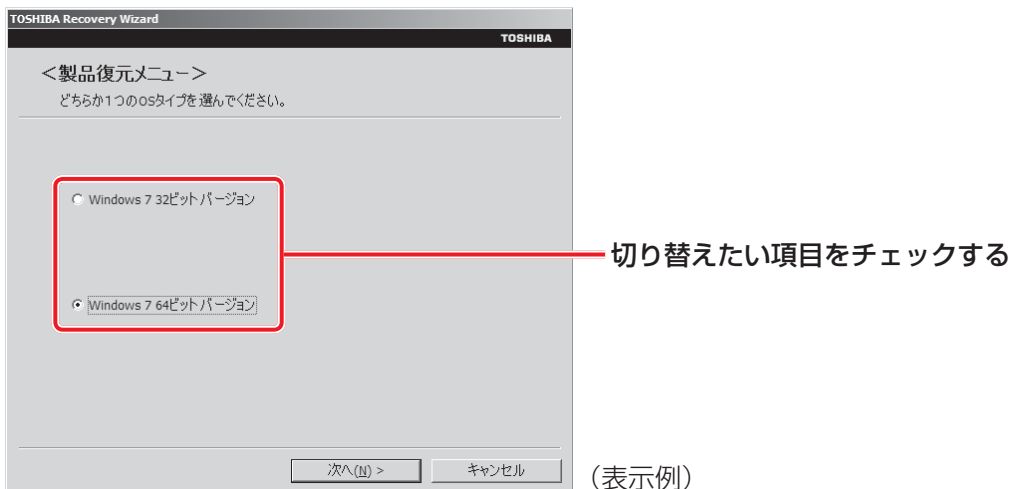 TOSHIBA Recovery Wizard
TOSHIBA
＜製品復元メニュー＞
どちらか1つのOSタイプを選んでください。
Windows 7 32ビットバージョン
切り替えたい項目をチェックする
Windows 7 64ビットバージョン
次へ(N) >
キャンセル
（表示例）